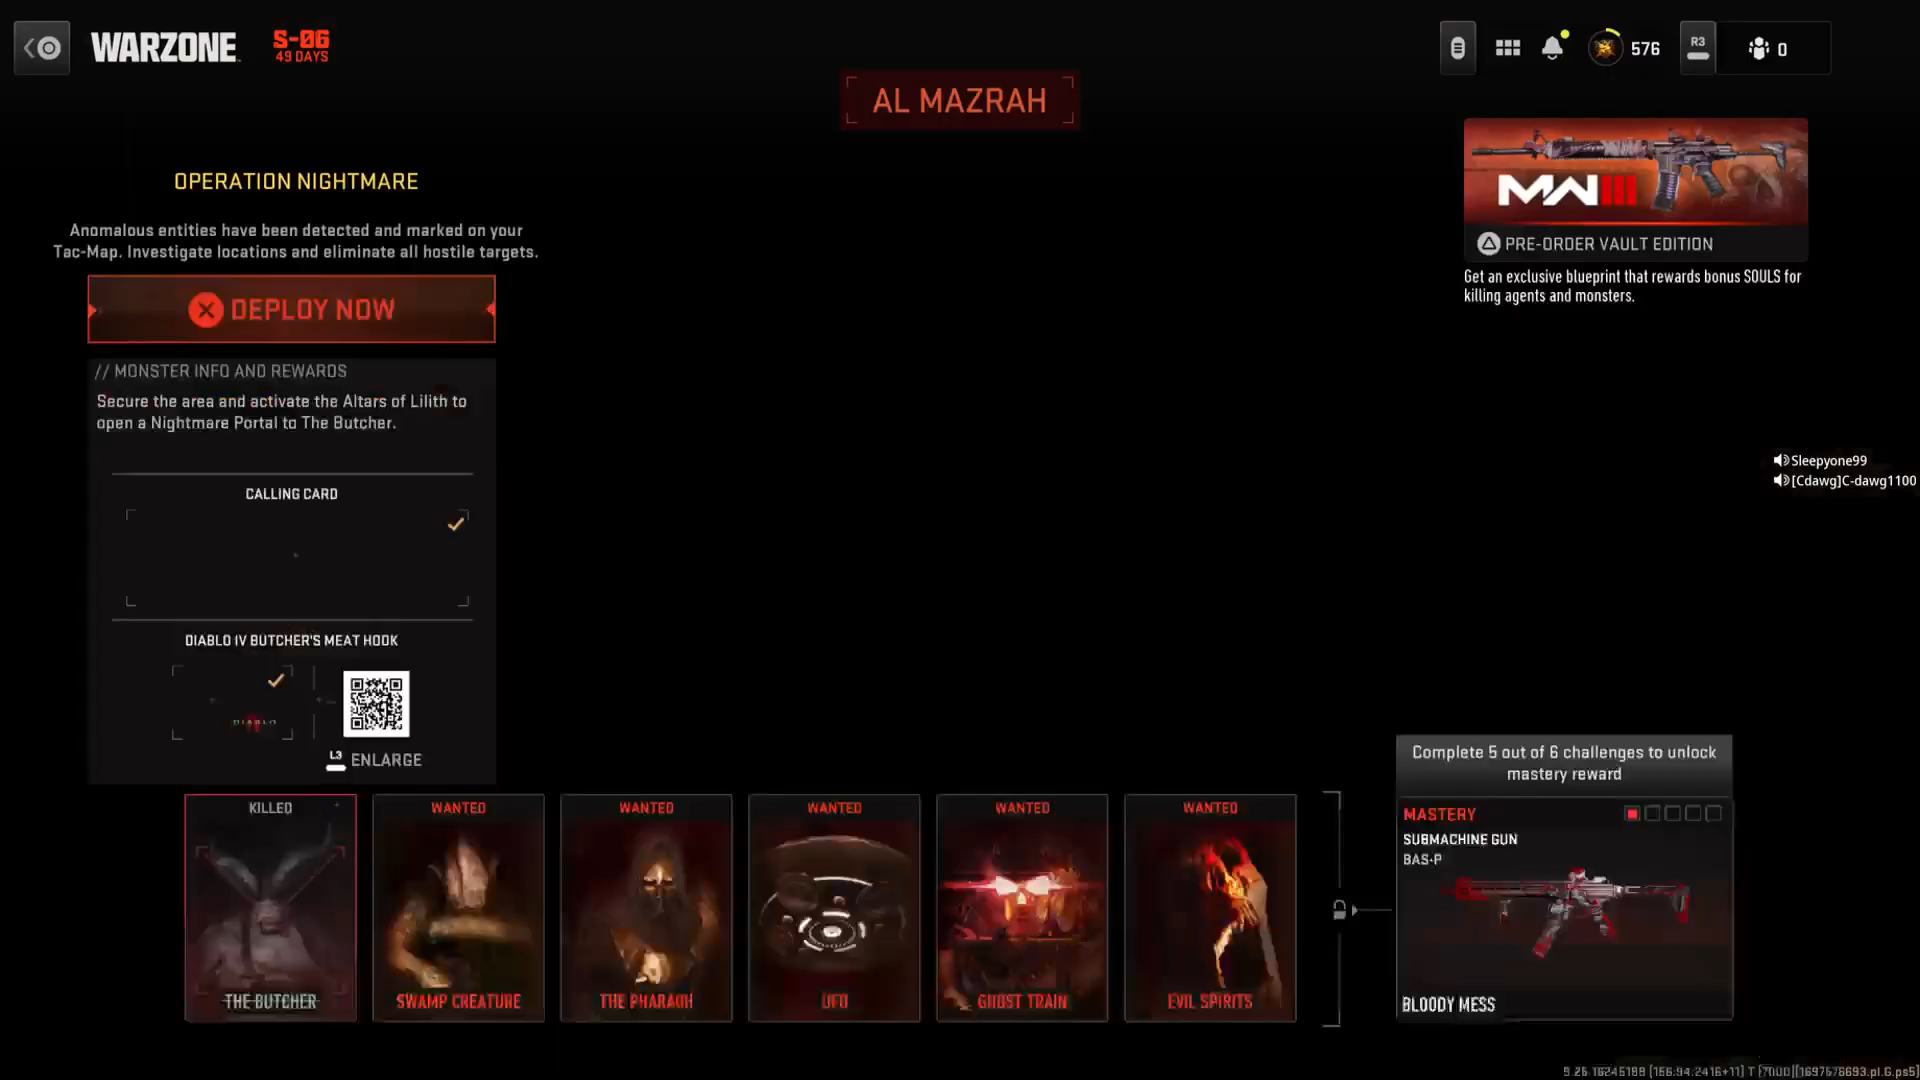 WARZONE
S-06
49 DAYS
576
R3
0
AL MAZRAH
OPERATION NIGHTMARE
Anomalous entities have been detected and marked on your
Tac-Map. Investigate locations and eliminate all hostile targets.
DEPLOY NOW
// MONSTER INFO AND REWARDS
Secure the area and activate the Altars of Lilith to
open a Nightmare Portal to The Butcher.
CALLING CARD
DIABLO IV BUTCHER'S MEAT HOOK
DIABLO
L3
ENLARGE
MWIII
PRE-ORDER VAULT EDITION
Get an exclusive blueprint that rewards bonus SOULS for
killing agents and monsters.
Sleepyone99
[Cdawg]C-dawg1100
KILLED
THE BUTCHER
WANTED
SWAMP CREATURE
WANTED
THE PHARAOH
WANTED
UFO
WANTED
GHOST TRAIN
WANTED
EVIL SPIRITS
Complete 5 out of 6 challenges to unlock
mastery reward
MASTERY
SUBMACHINE GUN
BAS-P
BLOODY MESS